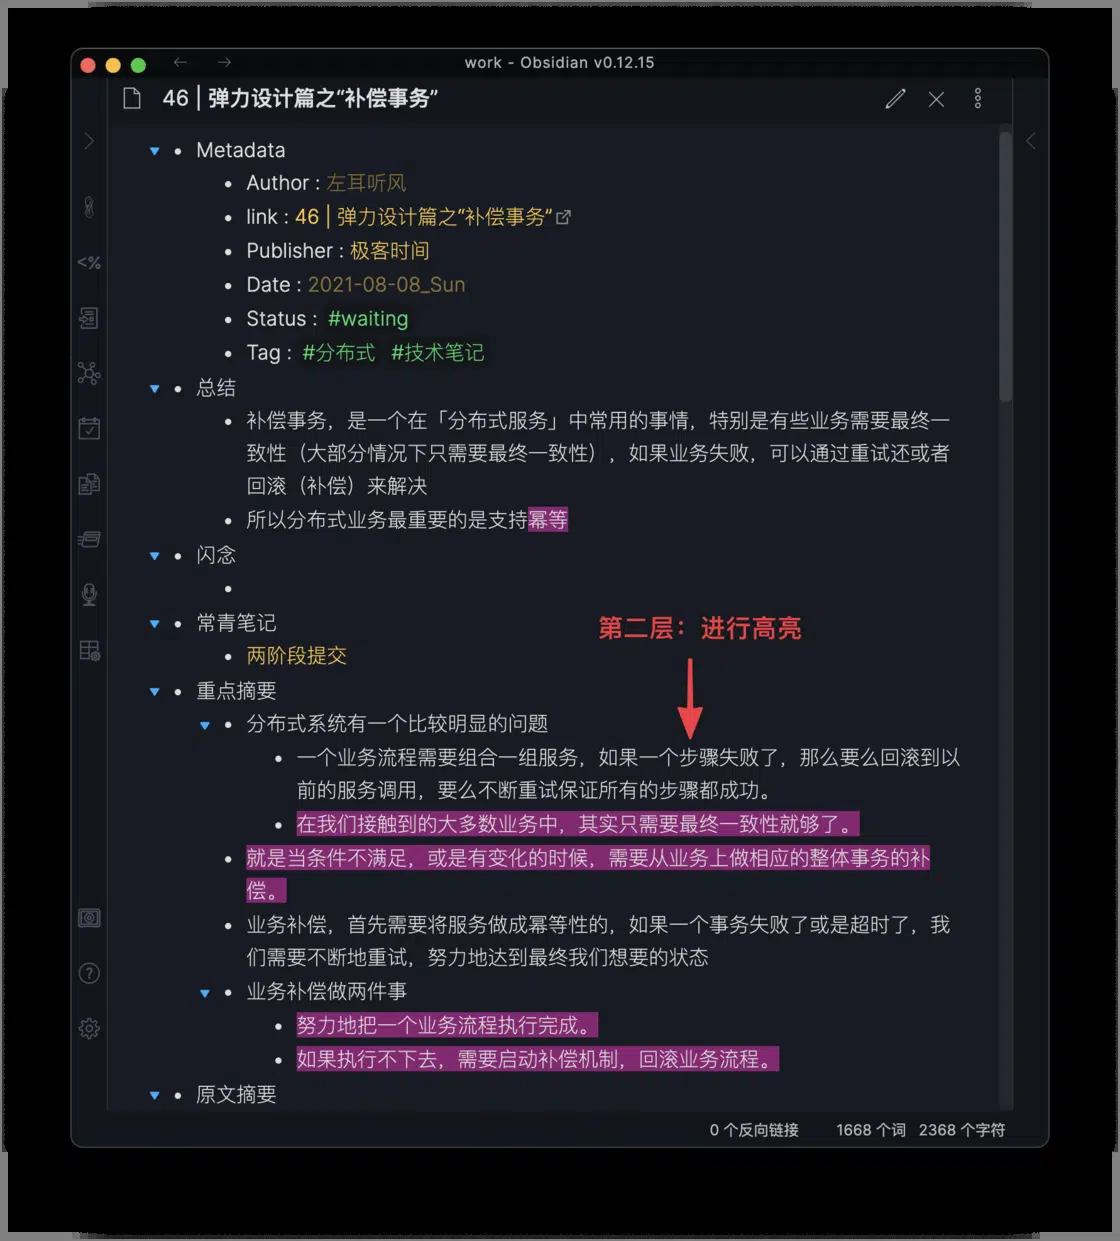 work - Obsidian v0.12.15
46 | 弹力设计篇之“补偿事务”
Metadata
Author : 左耳听风
link : 46 | 弹力设计篇之“补偿事务”
Publisher : 极客时间
Date : 2021-08-08_Sun
Status : #waiting
Tag : #分布式 #技术笔记
总结
补偿事务，是一个在「分布式服务」中常用的事情，特别是有些业务需要最终一
致性（大部分情况下只需要最终一致性），如果业务失败，可以通过重试还或者
回滚（补偿）来解决
所以分布式业务最重要的是支持幂等
闪念
常青笔记
两阶段提交
第二层：进行高亮
重点摘要
分布式系统有一个比较明显的问题
一个业务流程需要组合一组服务，如果一个步骤失败了，那么要么回滚到以
前的服务调用，要么不断重试保证所有的步骤都成功。
在我们接触到的大多数业务中，其实只需要最终一致性就够了。
就是当条件不满足，或是有变化的时候，需要从业务上做相应的整体事务的补
偿。
业务补偿，首先需要将服务做成幂等性的，如果一个事务失败了或是超时了，我
们需要不断地重试，努力地达到最终我们想要的状态
业务补偿做两件事
努力地把一个业务流程执行完成。
如果执行不下去，需要启动补偿机制，回滚业务流程。
原文摘要
0 个反向链接 1668 个词 2368 个字符